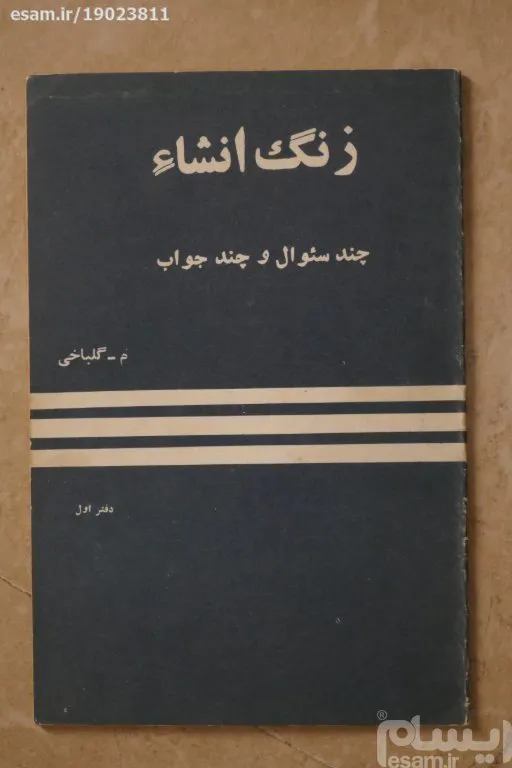 esam.ir/19023811
زنگ انشاءِ
چند سئوال و چند جواب
م - گلباخی
دفتر اول
ایسام®
esam.ir